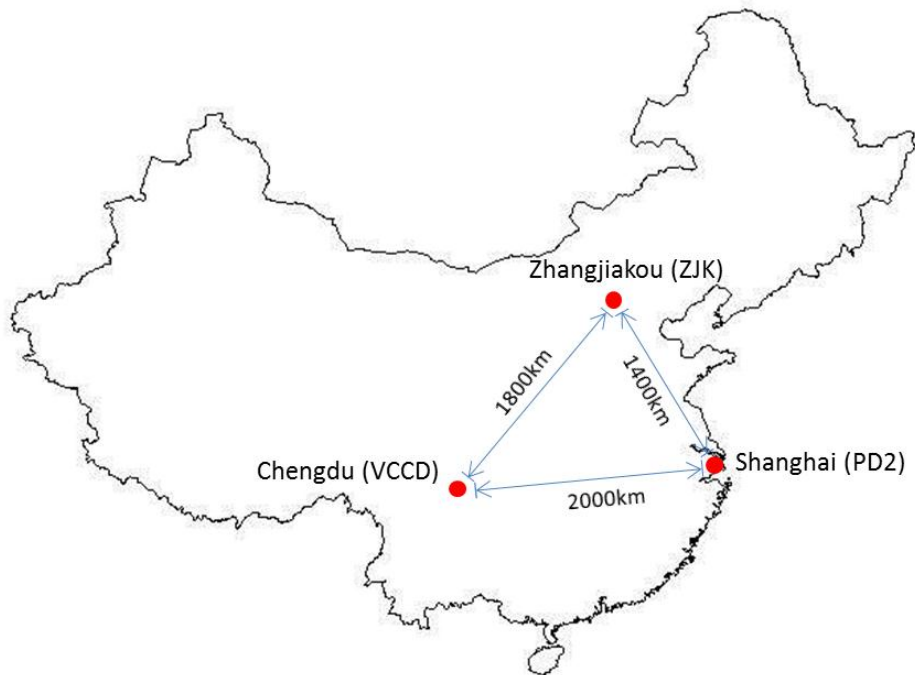 Zhangjiakou (ZJK)
1800km
1400km
Chengdu (VCCD)
Shanghai (PD2)
2000km